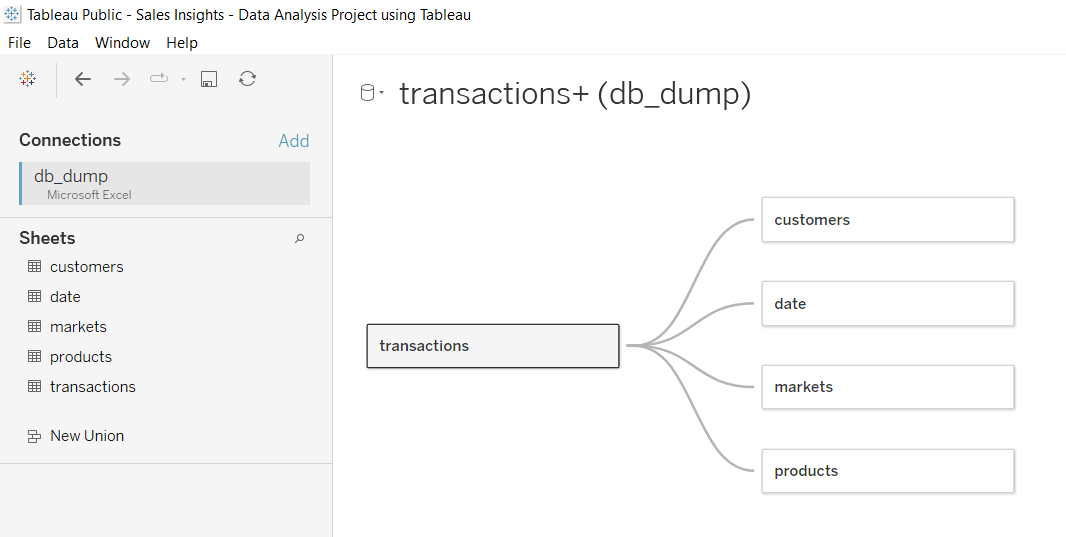 Tableau Public - Sales Insights - Data Analysis Project using Tableau
File Data Window Help
Connections Add
db_dump
Microsoft Excel
Sheets
customers
date
markets
products
transactions
New Union
transactions+ (db_dump)
transactions
customers
date
markets
products